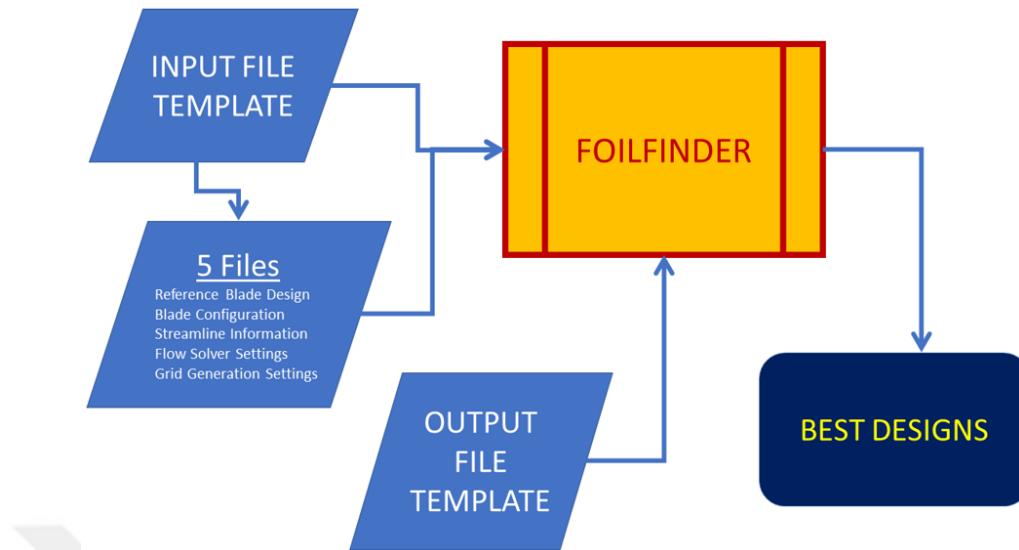 INPUT FILE
TEMPLATE
FOILFINDER
5 Files
Reference Blade Design
Blade Configuration
Streamline Information
Flow Solver Settings
Grid Generation Settings
OUTPUT
FILE
TEMPLATE
BEST DESIGNS